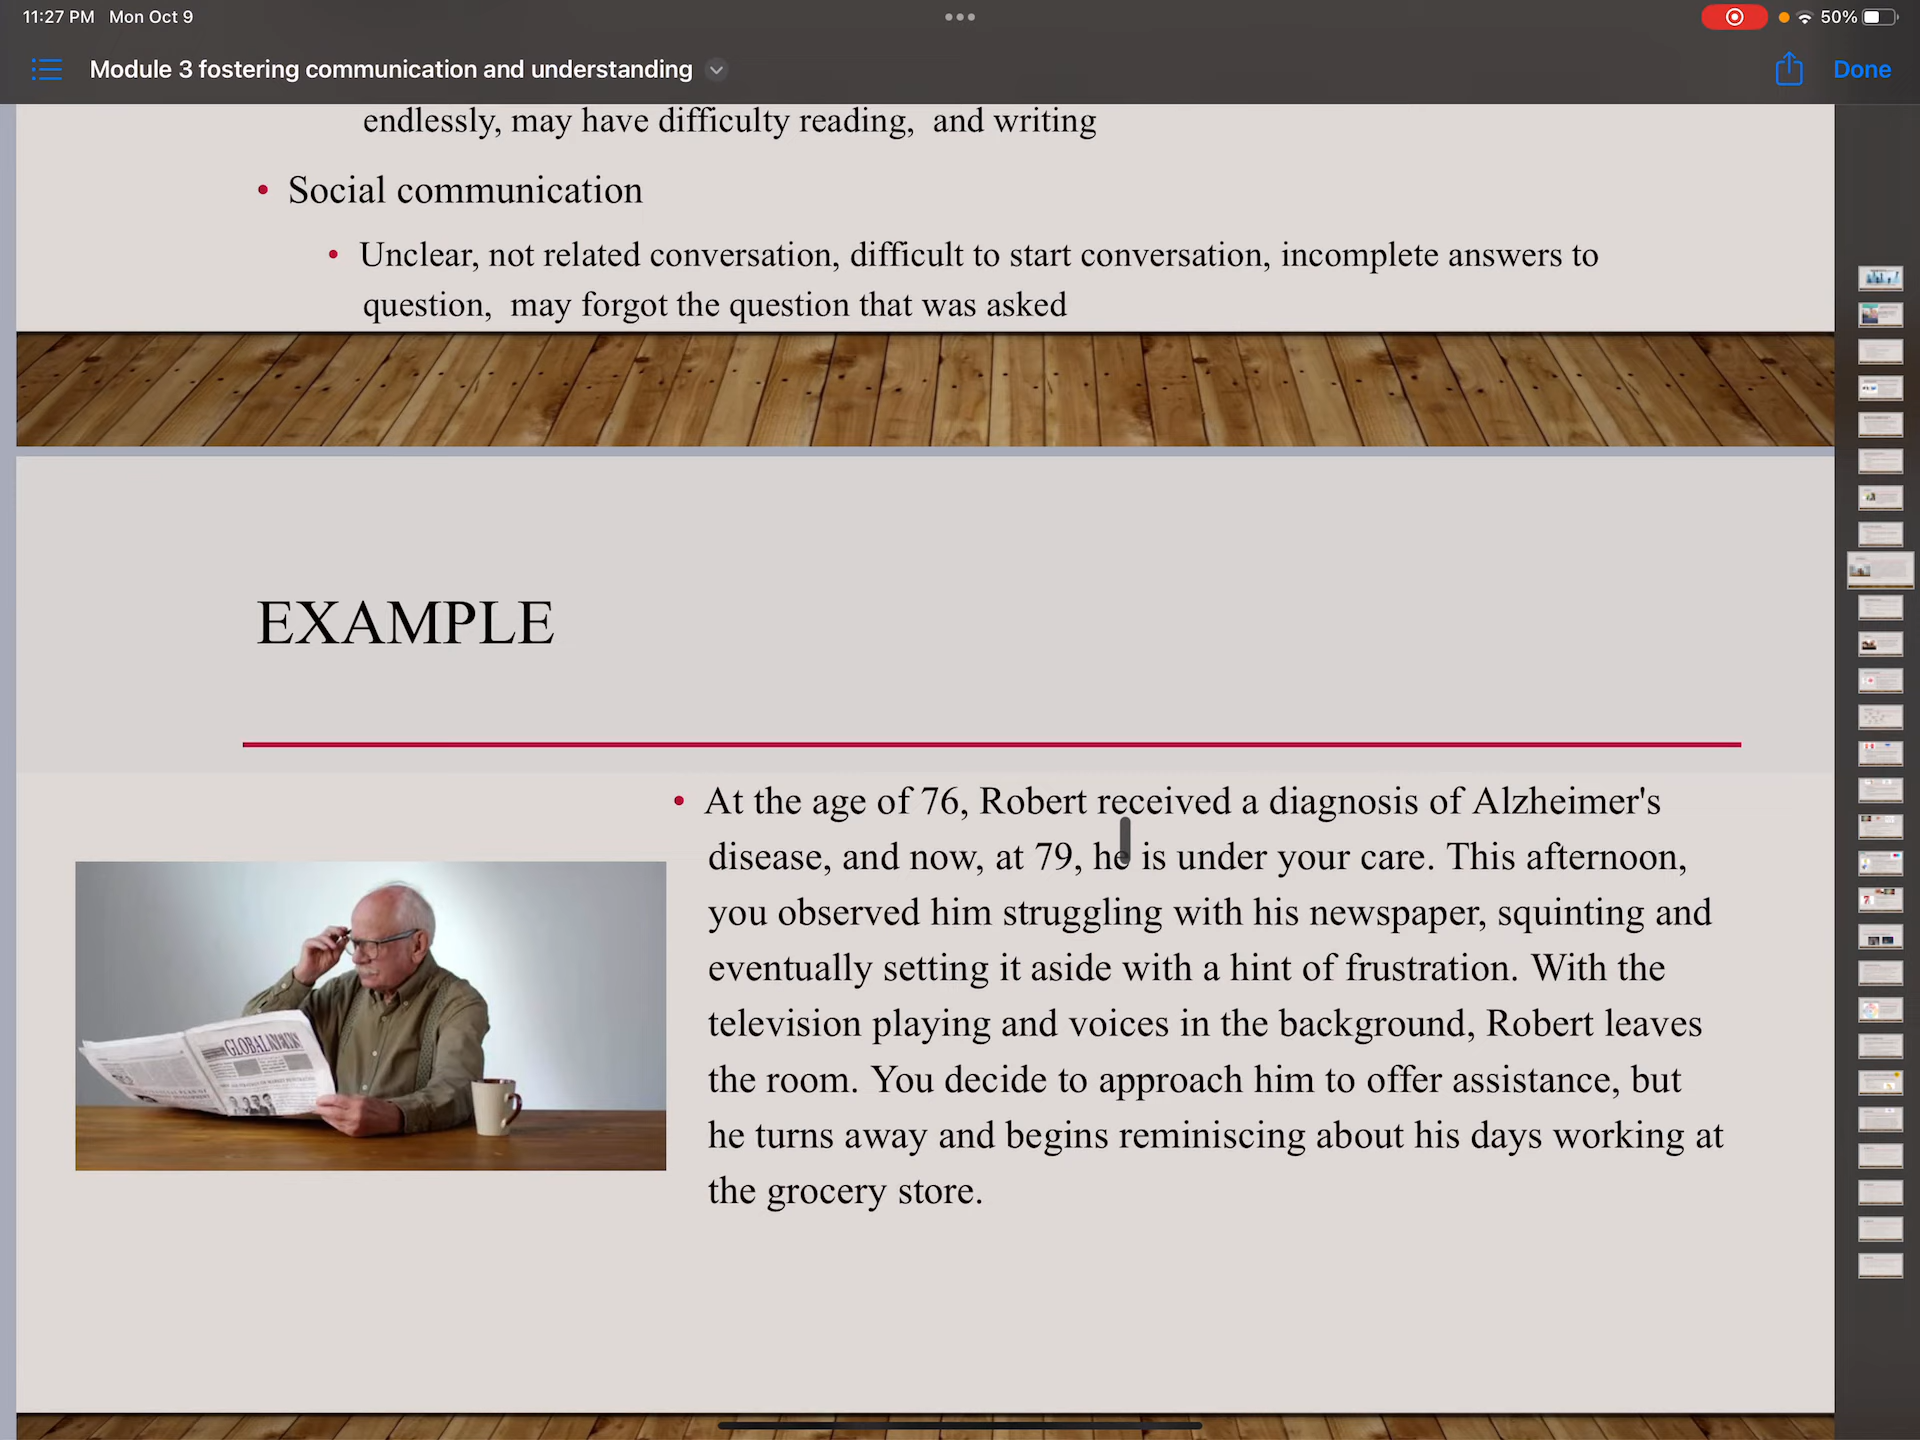 11:27 PM Mon Oct 9
50%
Module 3 fostering communication and understanding
Done
endlessly, may have difficulty reading, and writing
• Social communication
• Unclear, not related conversation, difficult to start conversation, incomplete answers to
question, may forgot the question that was asked
EXAMPLE
• At the age of 76, Robert received a diagnosis of Alzheimer's
disease, and now, at 79, he is under your care. This afternoon,
you observed him struggling with his newspaper, squinting and
eventually setting it aside with a hint of frustration. With the
television playing and voices in the background, Robert leaves
the room. You decide to approach him to offer assistance, but
he turns away and begins reminiscing about his days working at
the grocery store.